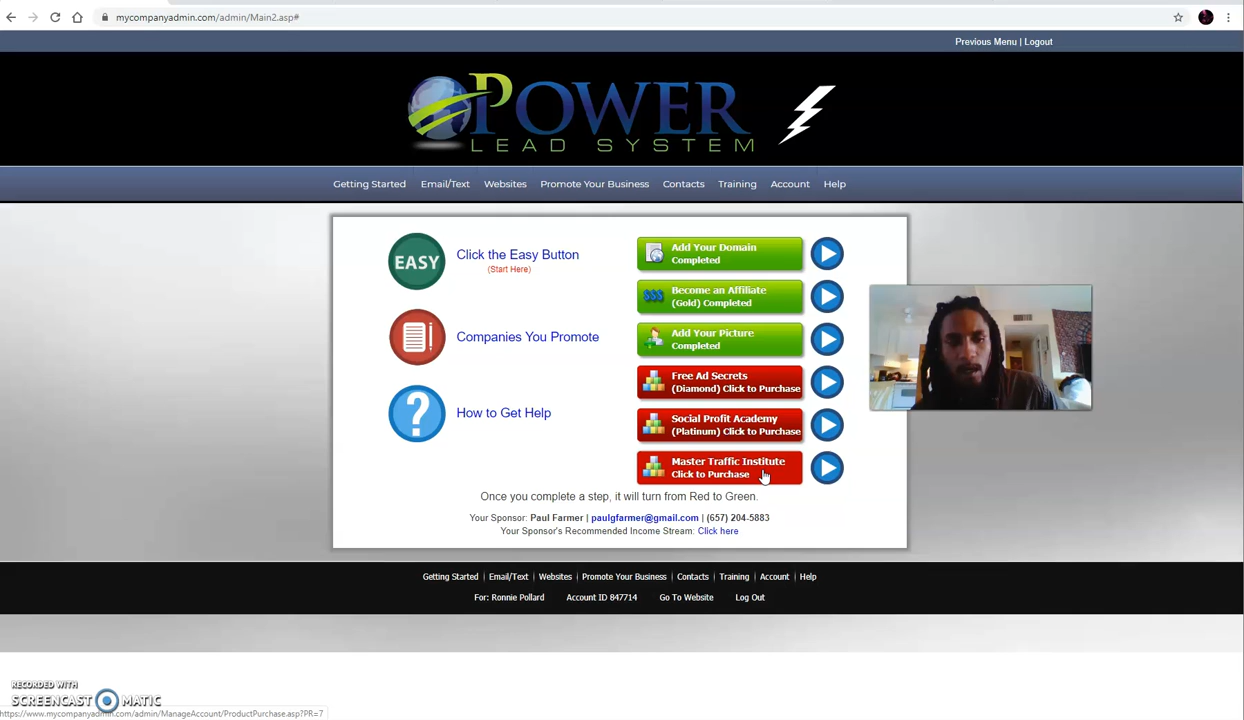 mycompanyadmin.com/admin/Main2.asp#
Previous Menu | Logout
POWER
LEAD SYSTEM
Getting Started Email/Text Websites Promote Your Business Contacts Training Account Help
EASY
Click the Easy Button
(Start Here)
Companies You Promote
How to Get Help
Add Your Domain
Completed
Become an Affiliate
(Gold) Completed
Add Your Picture
Completed
Free Ad Secrets
(Diamond) Click to Purchase
Social Profit Academy
(Platinum) Click to Purchase
Master Traffic Institute
Click to Purchase
Once you complete a step, it will turn from Red to Green.
Your Sponsor: Paul Farmer | paulgfarmer@gmail.com | (657) 204-5883
Your Sponsor's Recommended Income Stream: Click here
Getting Started | Email/Text | Websites | Promote Your Business | Contacts | Training | Account | Help
For: Ronnie Pollard Account ID 847714 Go To Website Log Out
RECORDED WITH
SCREENCAST MATIC
https://www.mycompanyadmin.com/admin/ManageAccount/ProductPurchase.asp?PR=7